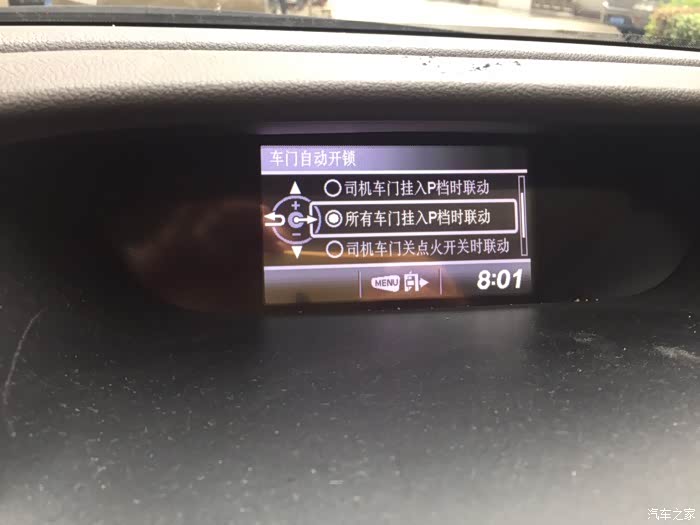 车门自动开锁
司机车门挂入P档时联动
所有车门挂入P档时联动
司机车门关点火开关时联动
MENU
8:01
汽车之家